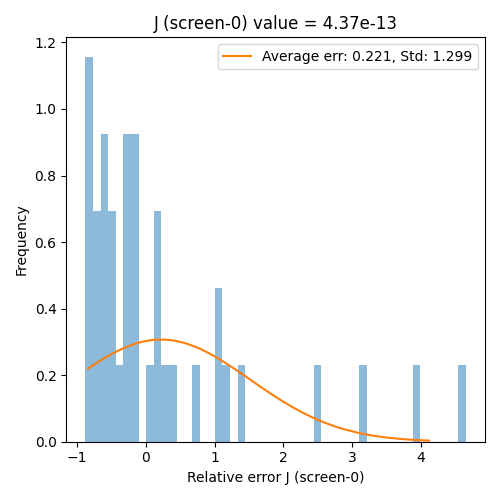 J (screen-0) value = 4.37e-13
Average err: 0.221, Std: 1.299
1.2
1.0
0.8
0.6
0.4
0.2
0.0
Frequency
−1 0 1 2 3 4
Relative error J (screen-0)